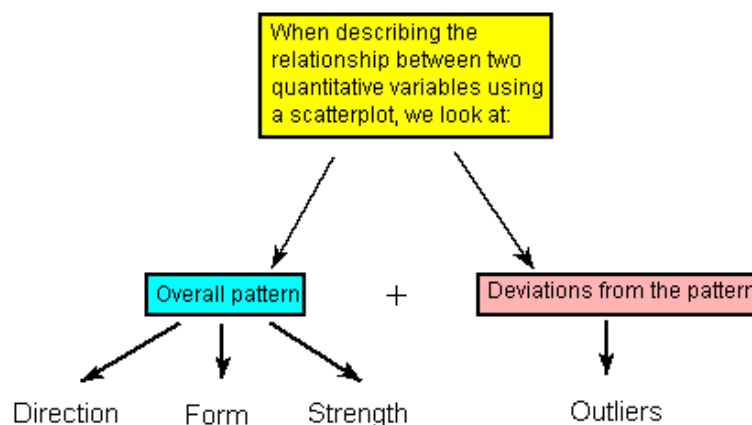 When describing the
relationship between two
quantitative variables using
a scatterplot, we look at:
Overall pattern
+
Deviations from the pattern
Direction
Form
Strength
Outliers